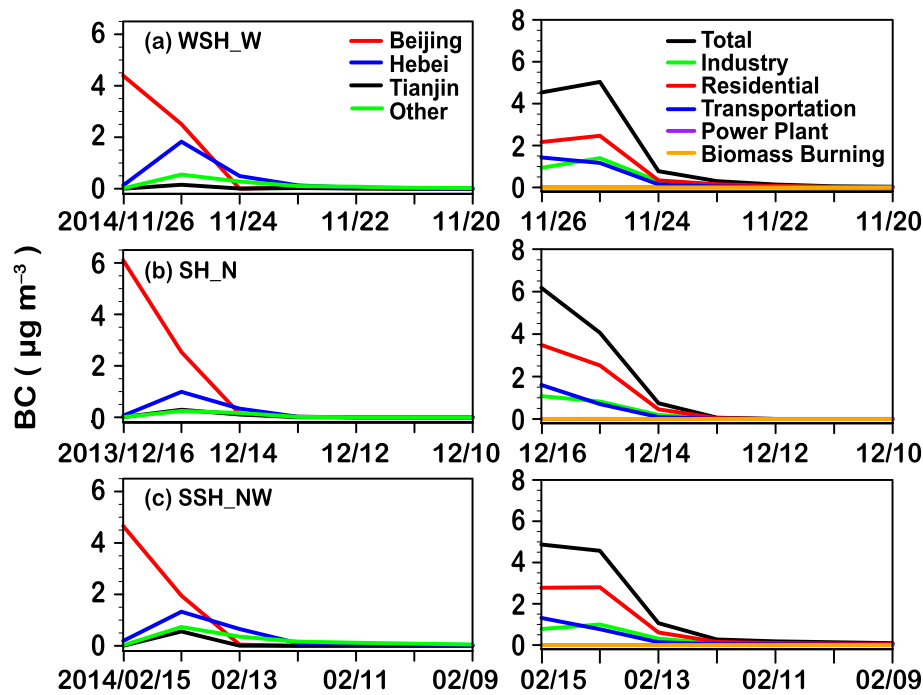 BC ( µg m⁻³ )
(a) WSH_W
Beijing
Hebei
Tianjin
Other
6
4
2
0
2014/11/26 11/24 11/22 11/20
Total
Industry
Residential
Transportation
Power Plant
Biomass Burning
8
6
4
2
0
11/26 11/24 11/22 11/20
(b) SH_N
6
4
2
0
2013/12/16 12/14 12/12 12/10
8
6
4
2
0
12/16 12/14 12/12 12/10
(c) SSH_NW
6
4
2
0
2014/02/15 02/13 02/11 02/09
8
6
4
2
0
02/15 02/13 02/11 02/09